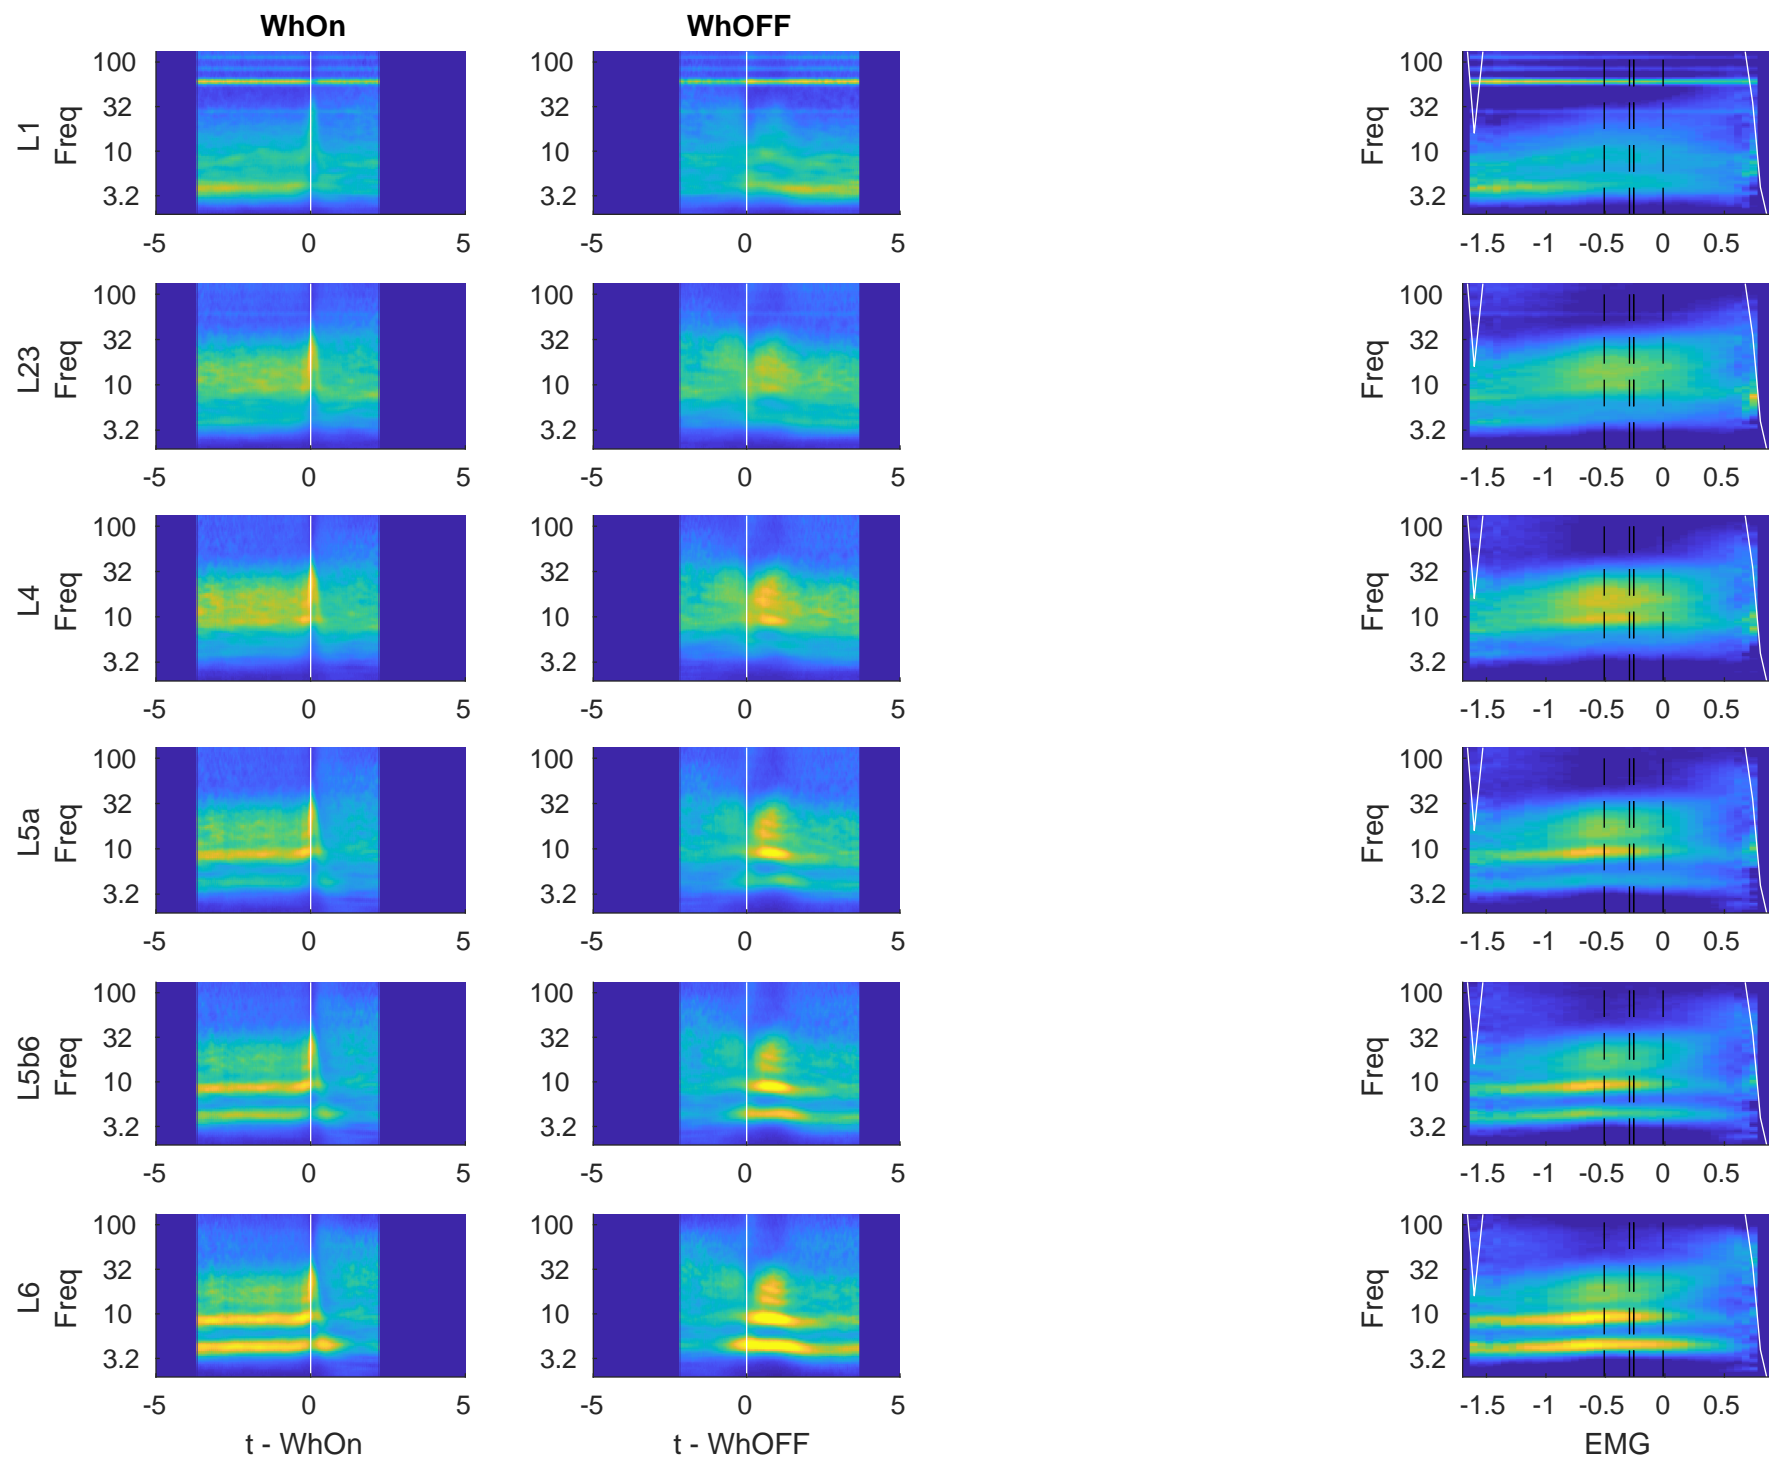 WhOn WhOFF
L1 Freq 100 32 10 3.2 100 32 10 3.2 Freq 100 32 10 3.2
-5 0 5 -5 0 5 -1.5 -1 -0.5 0 0.5
L23 Freq 100 32 10 3.2 100 32 10 3.2 Freq 100 32 10 3.2
-5 0 5 -5 0 5 -1.5 -1 -0.5 0 0.5
L4 Freq 100 32 10 3.2 100 32 10 3.2 Freq 100 32 10 3.2
-5 0 5 -5 0 5 -1.5 -1 -0.5 0 0.5
L5a Freq 100 32 10 3.2 100 32 10 3.2 Freq 100 32 10 3.2
-5 0 5 -5 0 5 -1.5 -1 -0.5 0 0.5
L5b6 Freq 100 32 10 3.2 100 32 10 3.2 Freq 100 32 10 3.2
-5 0 5 -5 0 5 -1.5 -1 -0.5 0 0.5
L6 Freq 100 32 10 3.2 100 32 10 3.2 Freq 100 32 10 3.2
-5 0 5 -5 0 5 -1.5 -1 -0.5 0 0.5
t - WhOn t - WhOFF EMG